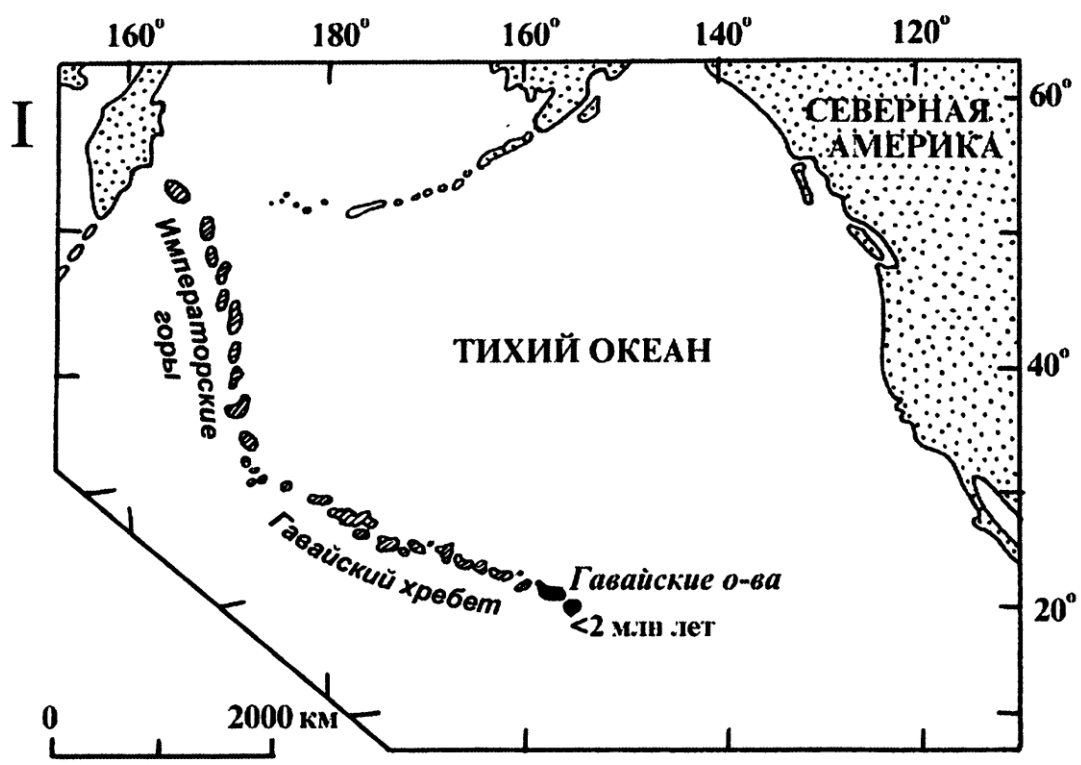 160° 180° 160° 140° 120°
I
60°
СЕВЕРНАЯ
АМЕРИКА
Императорские
горы
ТИХИЙ ОКЕАН
40°
Гавайский хребет
Гавайские о-ва
<2 млн лет
20°
0 2000 км